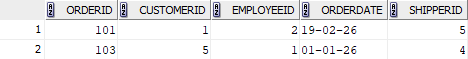 ORDERID CUSTOMERID EMPLOYEEID ORDERDATE SHIPPERID
1 101 1 2 19-02-26 5
2 103 5 1 01-01-26 4